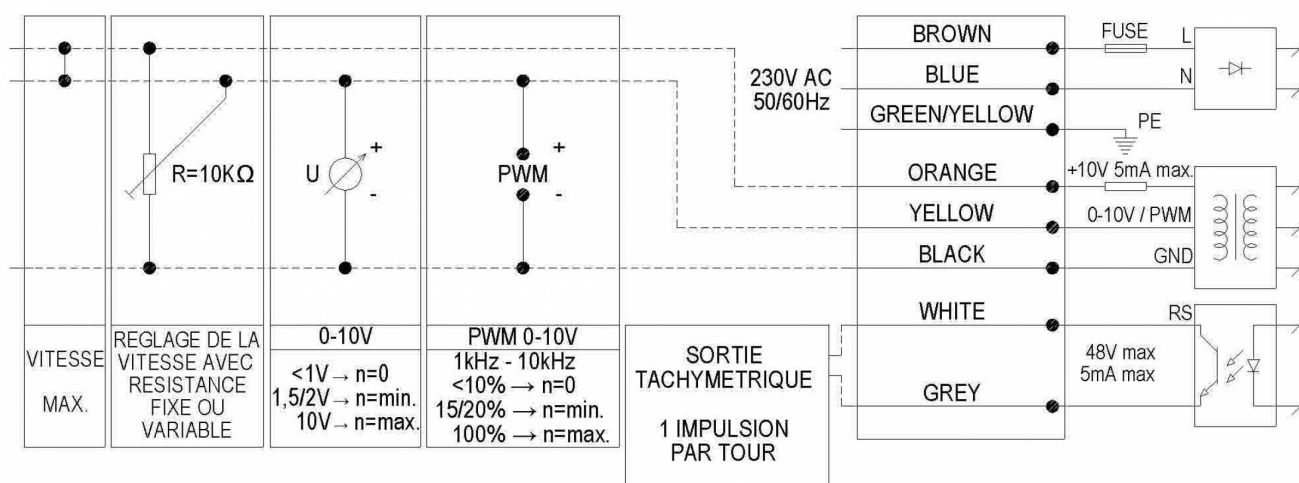 VITESSE
MAX.
R=10KΩ
REGLAGE DE LA
VITESSE AVEC
RESISTANCE
FIXE OU
VARIABLE
U
+
-
0-10V
<1V → n=0
1,5/2V → n=min.
10V → n=max.
+
PWM
-
PWM 0-10V
1kHz - 10kHz
<10% → n=0
15/20% → n=min.
100% → n=max.
SORTIE
TACHYMETRIQUE
1 IMPULSION
PAR TOUR
230V AC
50/60Hz
BROWN
BLUE
GREEN/YELLOW
ORANGE
YELLOW
BLACK
WHITE
GREY
FUSE
L
N
PE
+10V 5mA max.
0-10V / PWM
GND
RS
48V max
5mA max